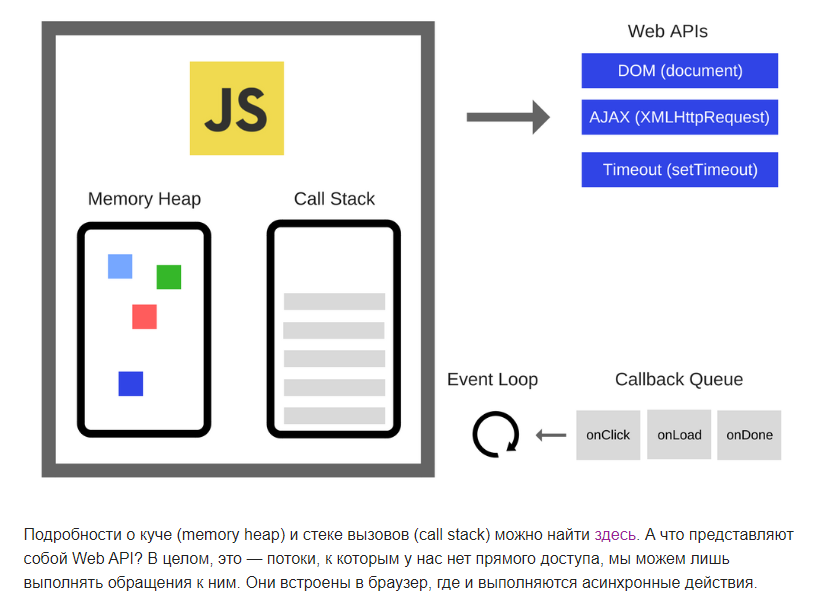 Web APIs
DOM (document)
JS
AJAX (XMLHttpRequest)
Timeout (setTimeout)
Memory Heap
Call Stack
Event Loop
Callback Queue
onClick
onLoad
onDone
Подробности о куче (memory heap) и стеке вызовов (call stack) можно найти здесь. А что представляют
собой Web API? В целом, это — потоки, к которым у нас нет прямого доступа, мы можем лишь
выполнять обращения к ним. Они встроены в браузер, где и выполняются асинхронные действия.